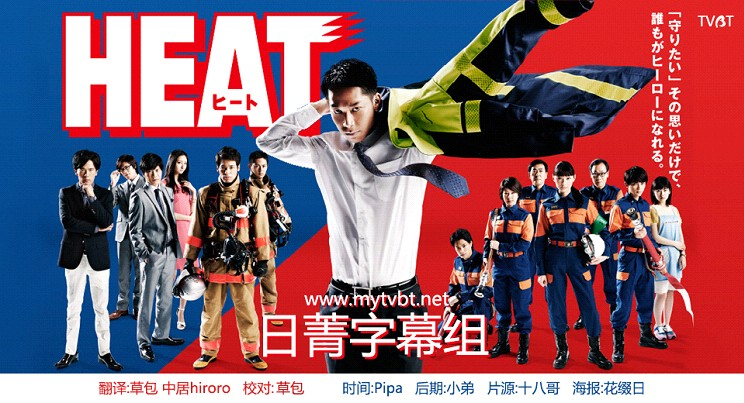 HEAT
ヒート
TVBT
「守りたい」その思いだけで、
誰もがヒーローになれる。
www.mytvbt.net
日菁字幕组
翻译:草包 中居hiroro 校对:草包 时间:Pipa 后期:小弟 片源:十八哥 海报:花缀日